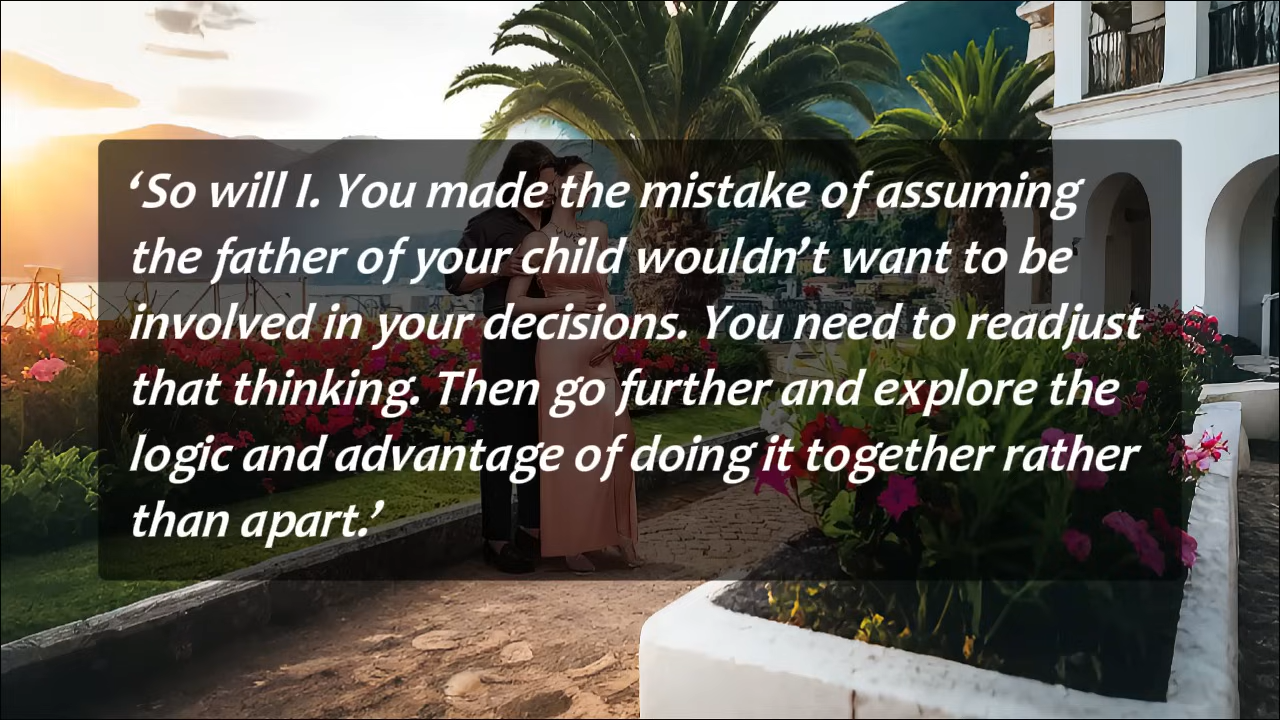 ‘So will I. You made the mistake of assuming
the father of your child wouldn’t want to be
involved in your decisions. You need to readjust
that thinking. Then go further and explore the
logic and advantage of doing it together rather
than apart.’